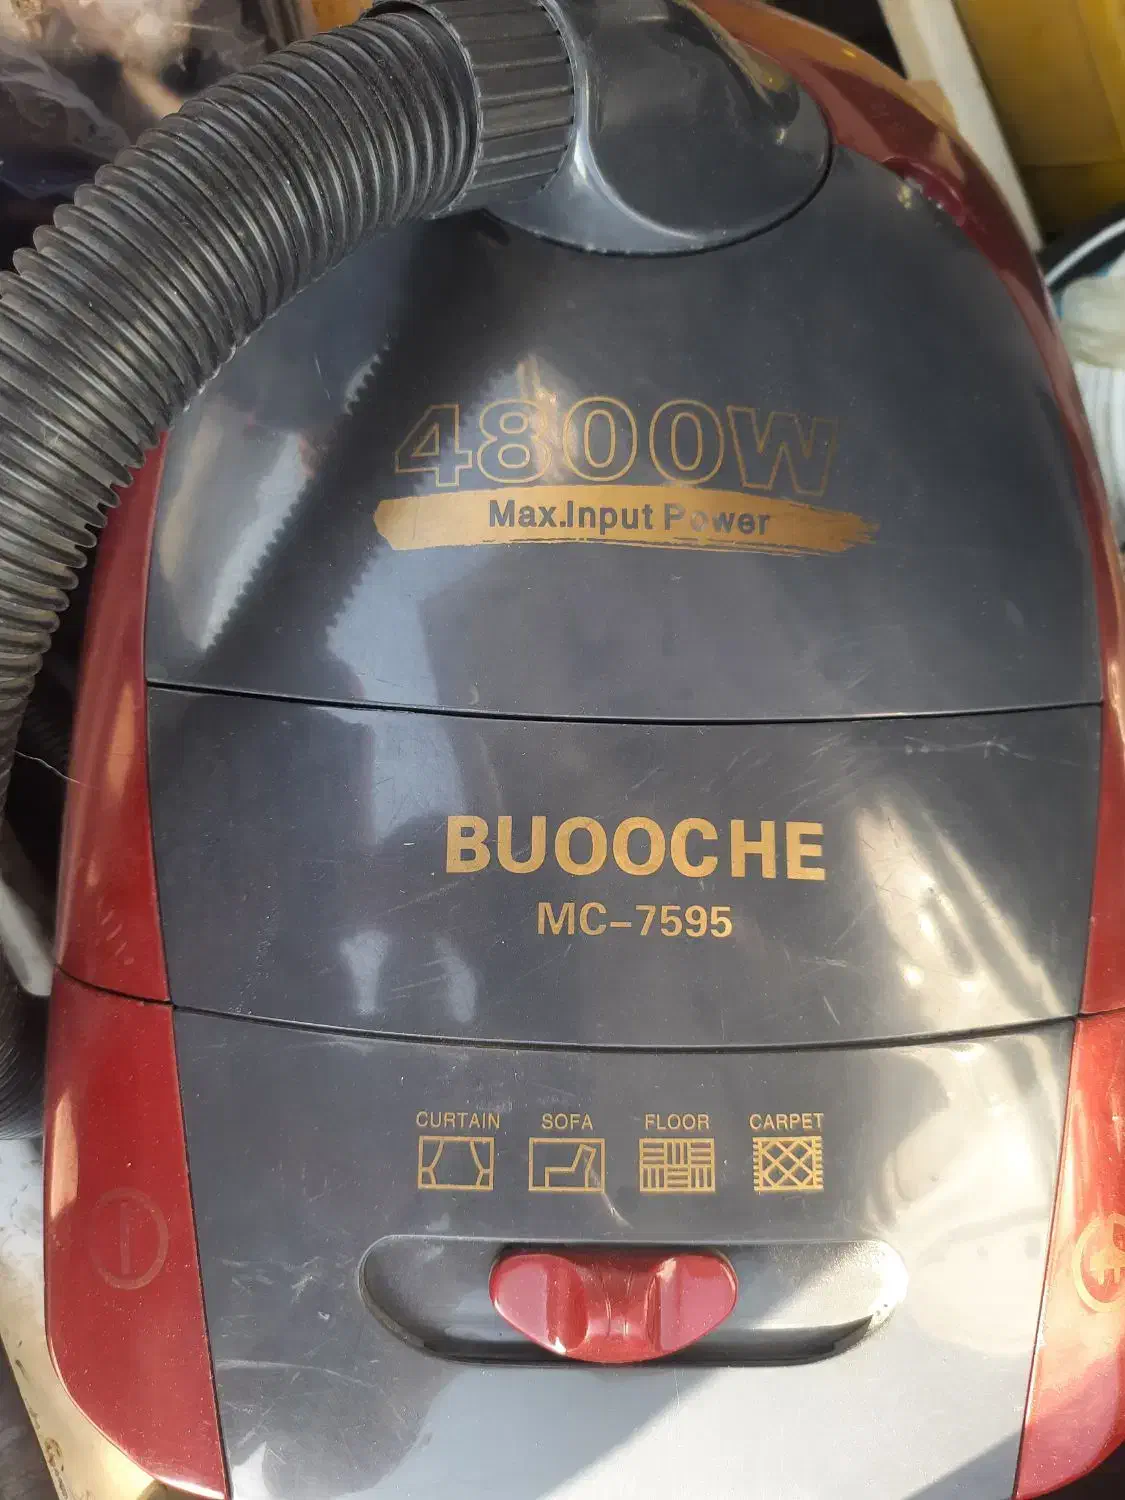 4800W
Max.Input Power
BUOOCHE
MC-7595
CURTAIN SOFA FLOOR CARPET